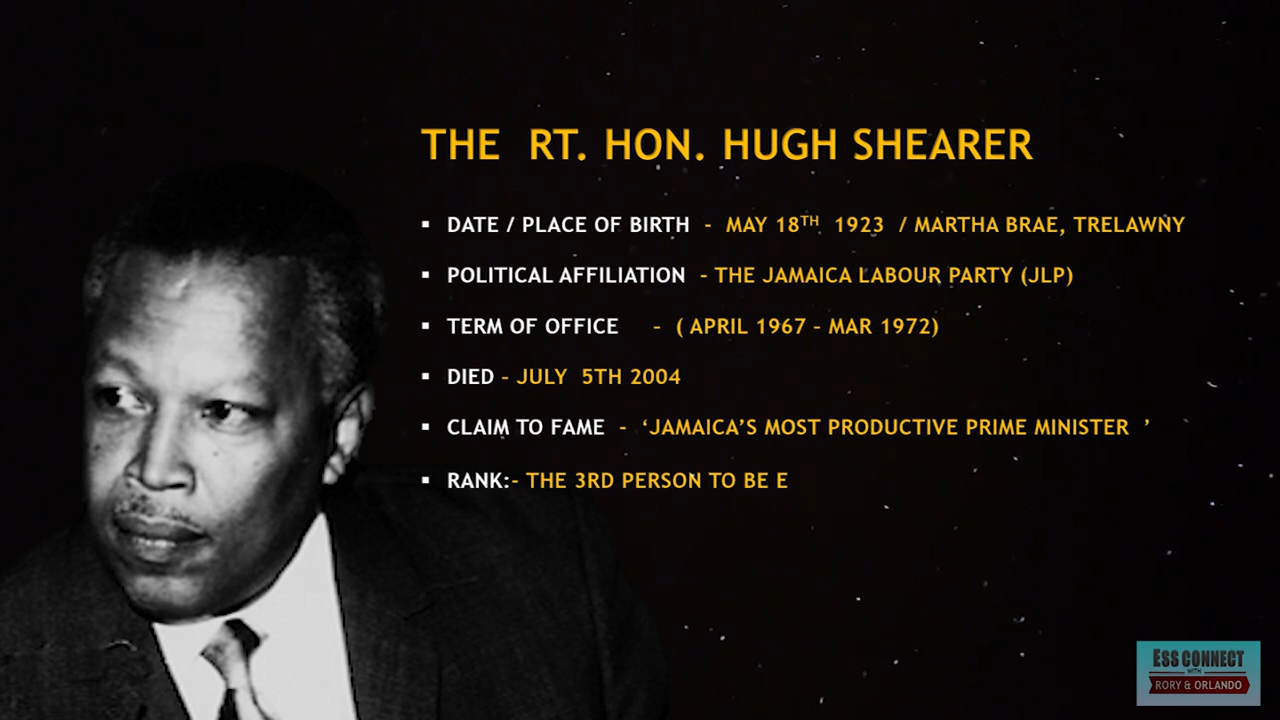 THE RT. HON. HUGH SHEARER
▪ DATE / PLACE OF BIRTH - MAY 18TH 1923 / MARTHA BRAE, TRELAWNY
▪ POLITICAL AFFILIATION - THE JAMAICA LABOUR PARTY (JLP)
▪ TERM OF OFFICE - ( APRIL 1967 – MAR 1972)
▪ DIED – JULY 5TH 2004
▪ CLAIM TO FAME - ‘JAMAICA’S MOST PRODUCTIVE PRIME MINISTER ’
▪ RANK:- THE 3RD PERSON TO BE E
ESS CONNECT
WITH
RORY & ORLANDO